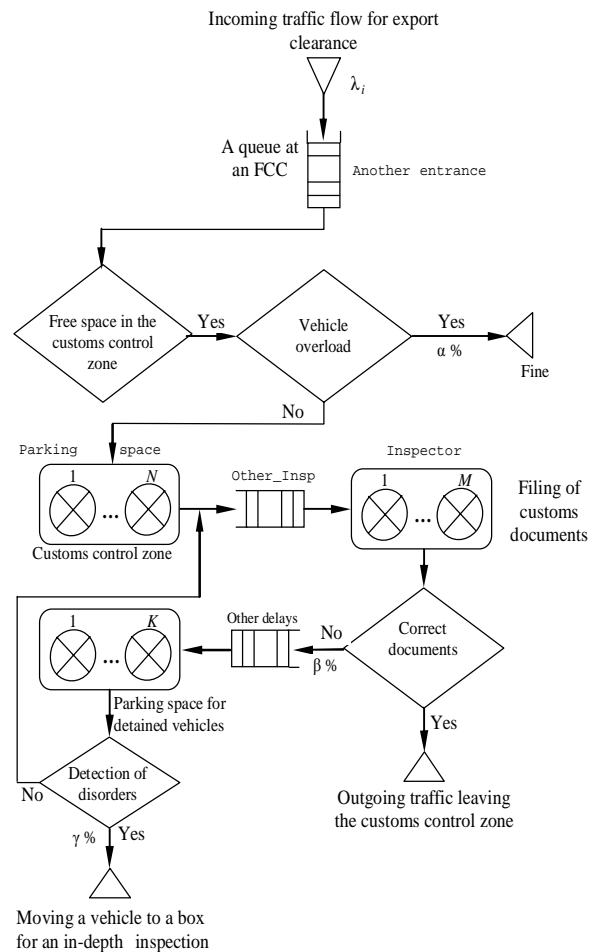 Incoming traffic flow for export
clearance
λi
A queue at
an FCC
Another entrance
Free space in the
customs control
zone
Yes
Vehicle
overload
Yes
α %
Fine
No
Parking space
1 N
Customs control zone
Other_Insp
Inspector
1 M
Filing of
customs
documents
1 K
Other delays
No
β %
Correct
documents
Parking space for
detained vehicles
Yes
Detection of
disorders
No
γ %
Yes
Outgoing traffic leaving
the customs control zone
Moving a vehicle to a box
for an in-depth inspection